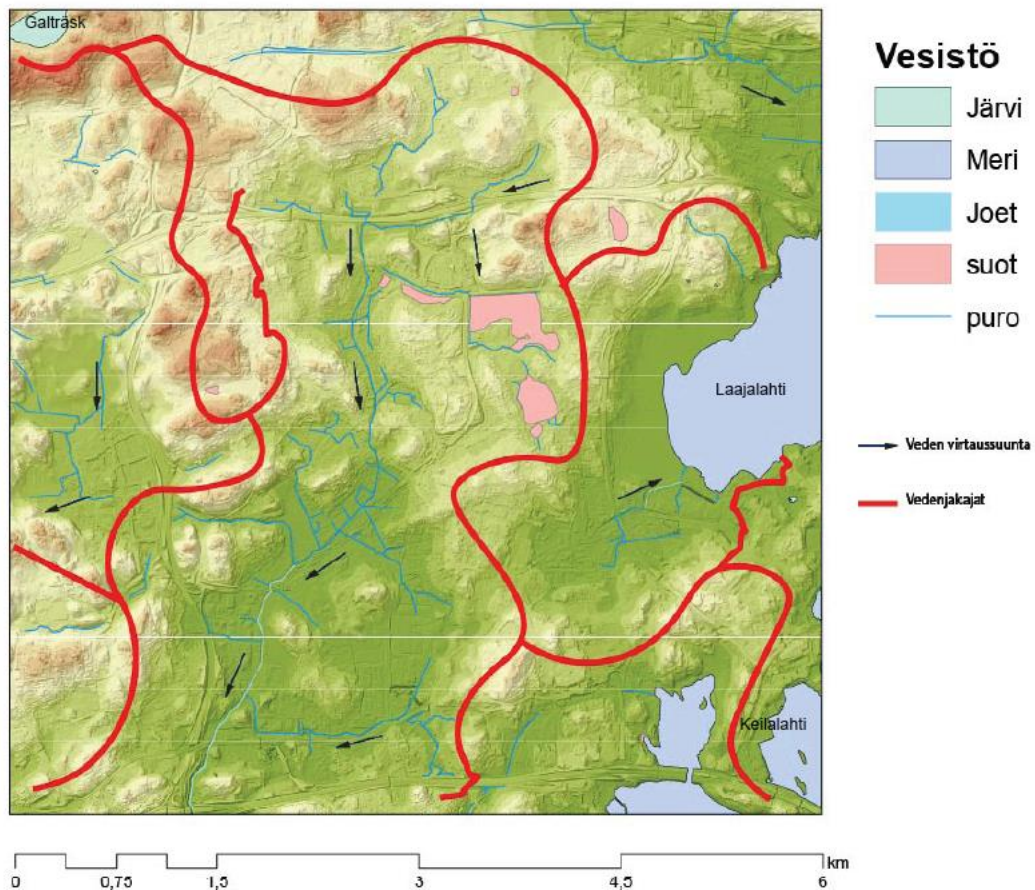 Galträsk
Laajalahti
Keilalahti
Vesistö
Järvi
Meri
Joet
suot
puro
Veden virtaussuunta
Vedenjakajat
km
0 0,75 1,5 3 4,5 6